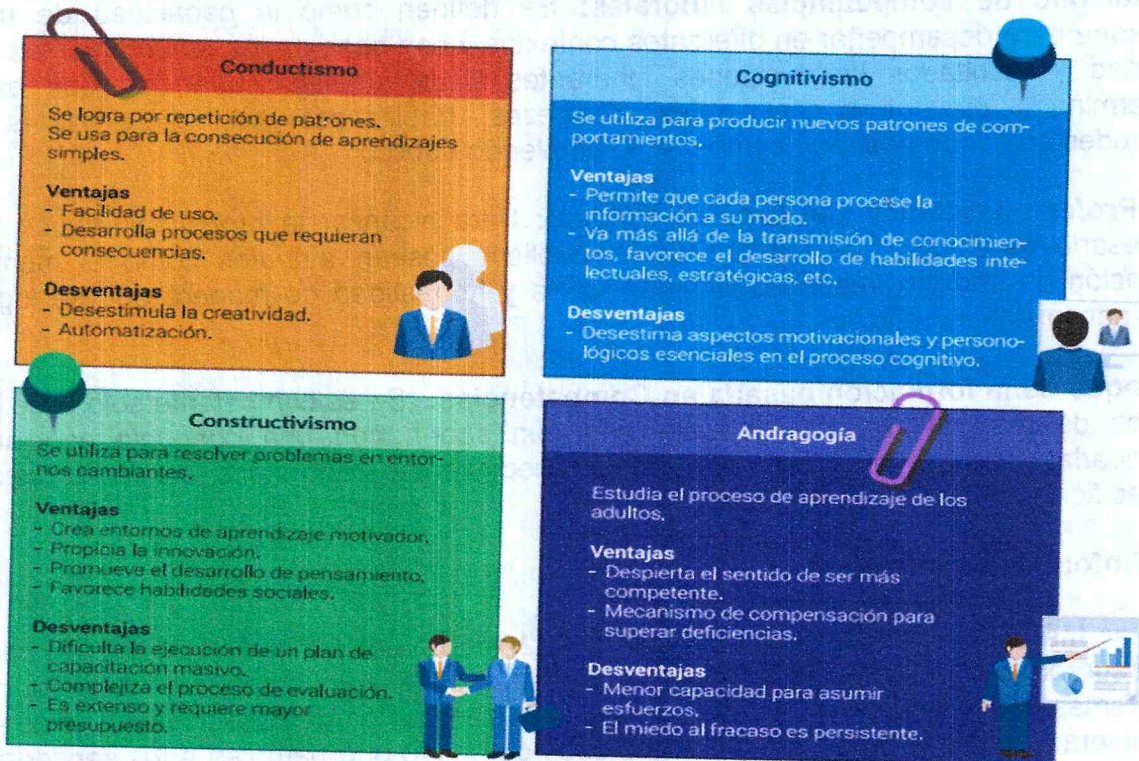 Conductismo
Se logra por repetición de patrones.
Se usa para la consecución de aprendizajes
simples.
Ventajas
- Facilidad de uso.
- Desarrolla procesos que requieran
consecuencias.
Desventajas
- Desestimula la creatividad.
- Automatización.
Cognitivismo
Se utiliza para producir nuevos patrones de com-
portamientos.
Ventajas
- Permite que cada persona procese la
información a su modo.
- Va más allá de la transmisión de conocimien-
tos, favorece el desarrollo de habilidades inte-
lectuales, estratégicas, etc.
Desventajas
- Desestima aspectos motivacionales y persono-
lógicos esenciales en el proceso cognitivo.
Constructivismo
Se utiliza para resolver problemas en entor-
nos cambiantes.
Ventajas
- Crea entornos de aprendizaje motivador.
- Propicia la innovación.
- Promueve el desarrollo de pensamiento.
- Favorece habilidades sociales.
Desventajas
- Dificulta la ejecución de un plan de
capacitación masivo.
- Complejiza el proceso de evaluación.
- Es extenso y requiere mayor
presupuesto.
Andragogía
Estudia el proceso de aprendizaje de los
adultos.
Ventajas
- Despierta el sentido de ser más
competente.
- Mecanismo de compensación para
superar deficiencias.
Desventajas
- Menor capacidad para asumir
esfuerzos.
- El miedo al fracaso es persistente.